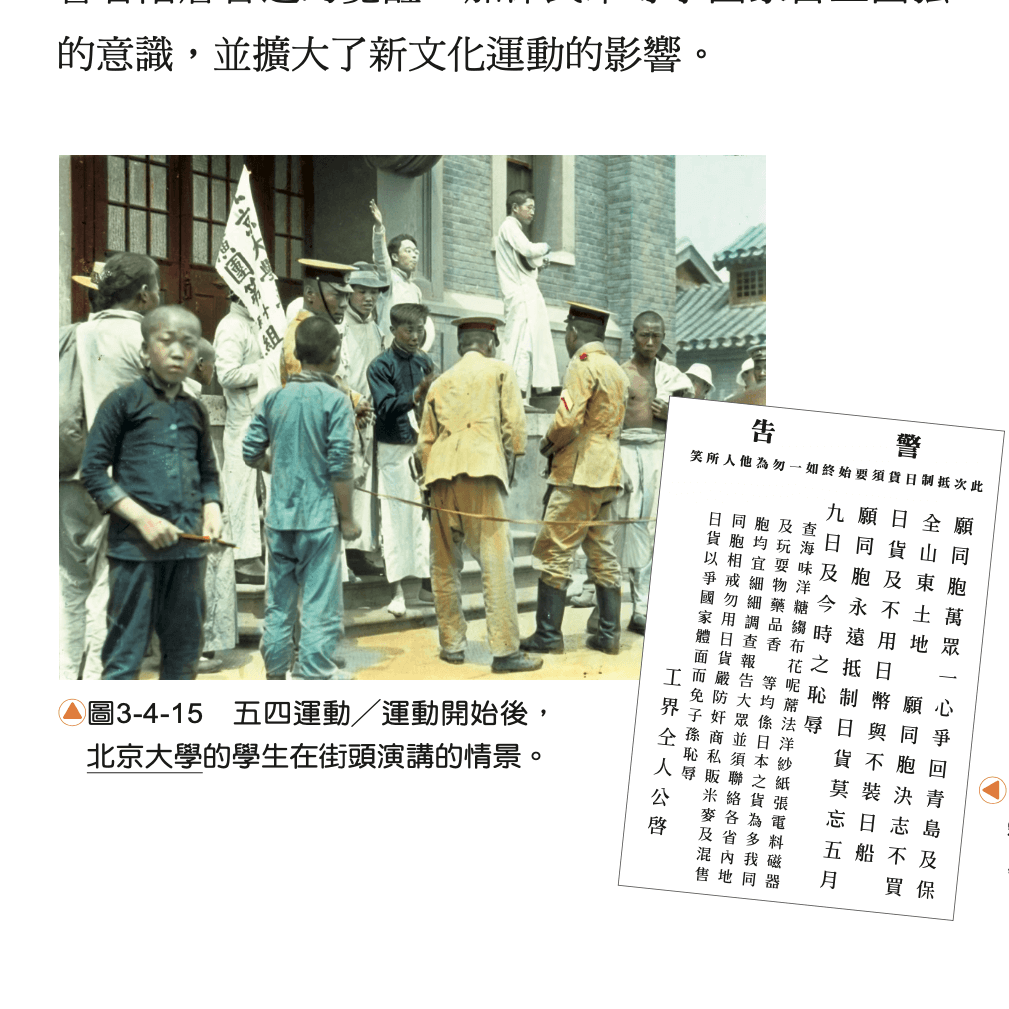 的意識，並擴大了新文化運動的影響。
京大學
團第十組
警告
此次抵制日貨須要始終如一勿為他人所笑
願同胞萬眾一心爭回青島及保
全山東土地　願同胞決志不買
日貨及不用日幣與不裝日船
願同胞永遠抵制日貨莫忘五月
九日及今時之恥辱
查海味洋糖縐布花呢蓆法洋紗紙張電料磁器
及玩耍物藥品香　等均係日本之貨為多我同
胞均宜細細調查報告大眾並須聯絡各省內地
同胞相戒勿用日貨嚴防奸商私販米麥及混售
日貨以爭國家體面而免子孫恥辱
工界仝人公啓
圖3-4-15　五四運動／運動開始後，
北京大學的學生在街頭演講的情景。